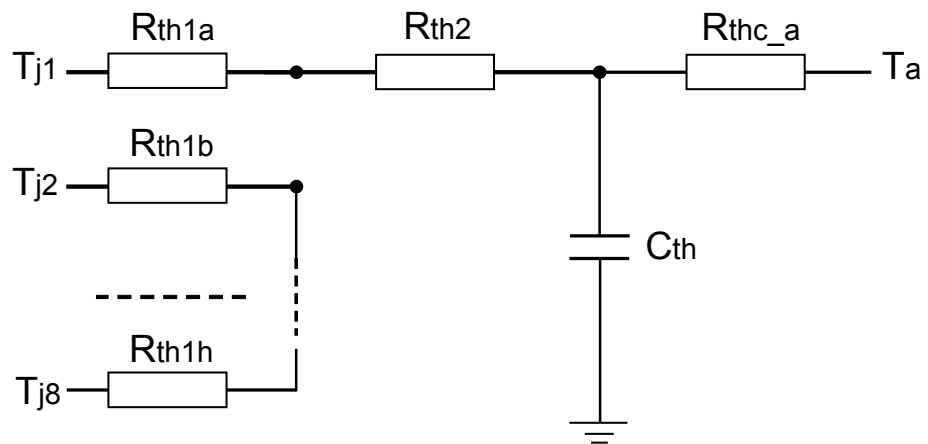 Rth1a
Rth2
Rthc_a
Tj1
Ta
Rth1b
Tj2
Cth
Rth1h
Tj8